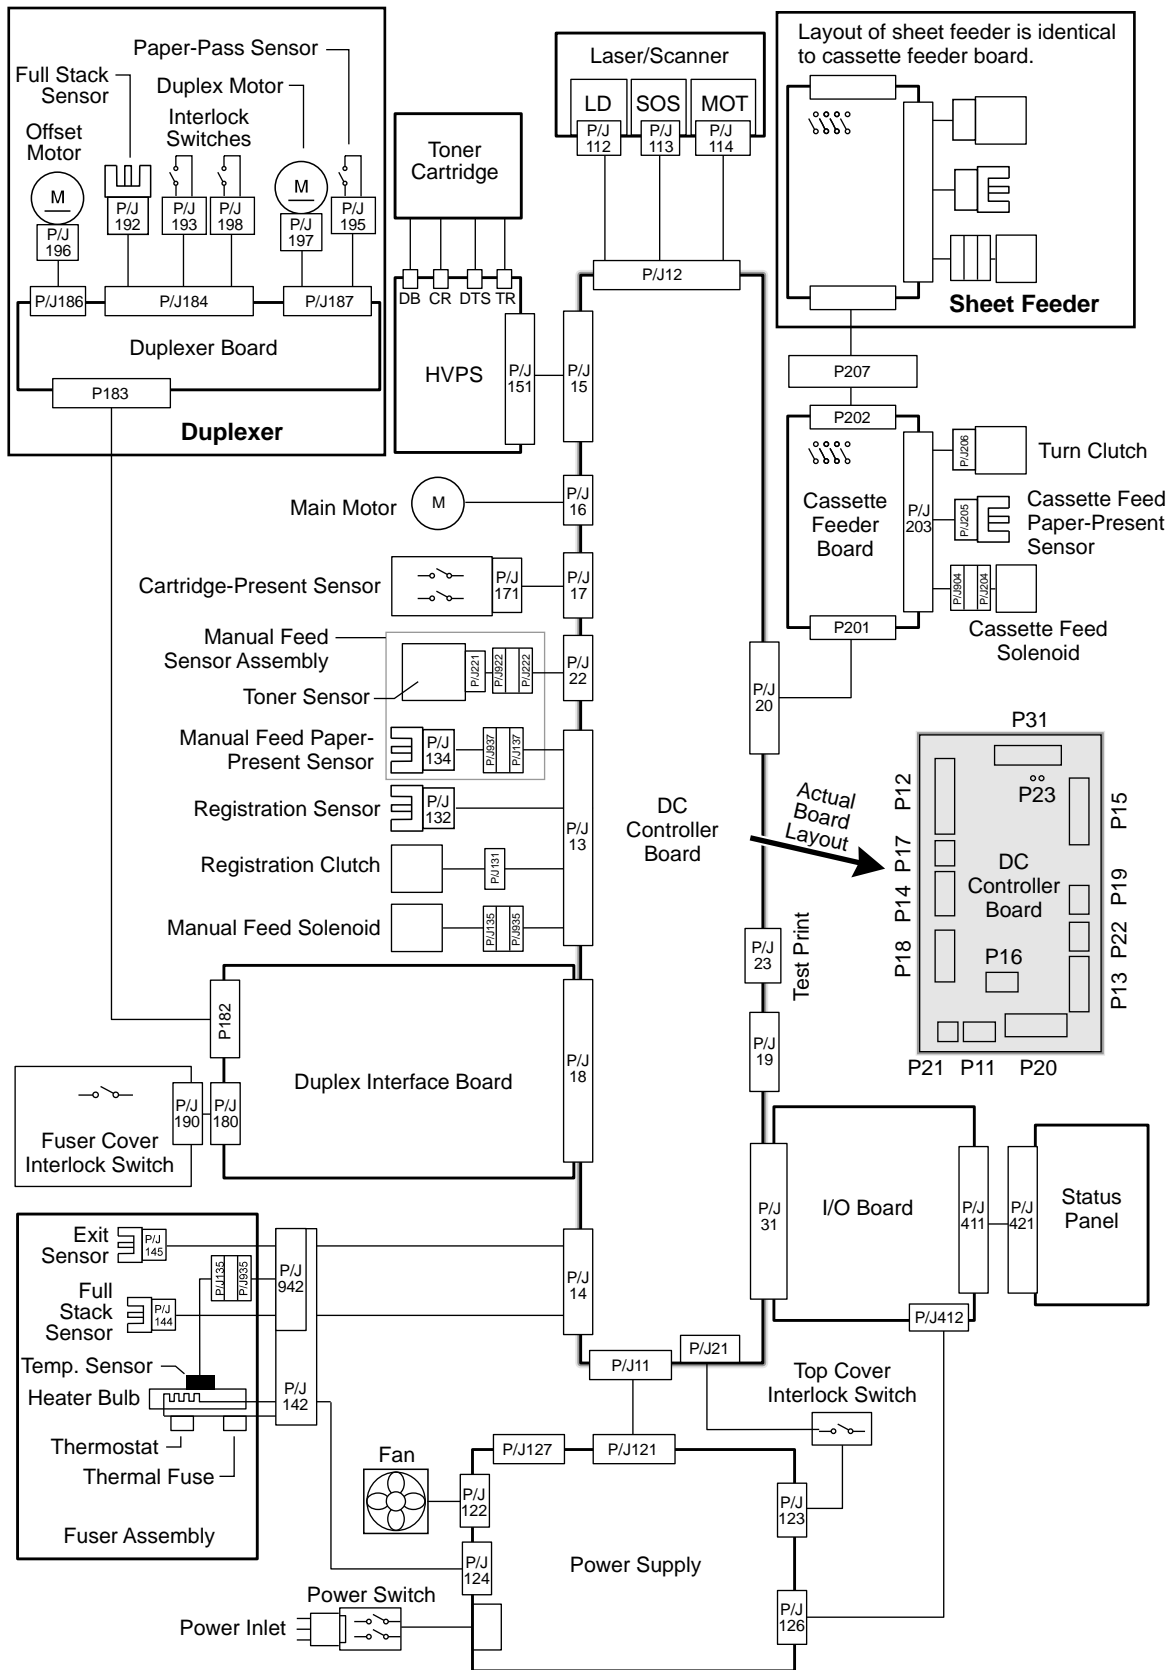 Paper-Pass Sensor
Full Stack
Sensor
Duplex Motor
Offset
Motor
Interlock
Switches
M
P/J
196
P/J
192
P/J
193
P/J
198
M
P/J
197
P/J
195
P/J186
P/J184
P/J187
Duplexer Board
P183
Duplexer
Toner
Cartridge
DB
CR
DTS
TR
HVPS
P/J
151
Laser/Scanner
LD
SOS
MOT
P/J
112
P/J
113
P/J
114
P/J12
P/J
15
Layout of sheet feeder is identical
to cassette feeder board.
Sheet Feeder
P207
P202
Cassette
Feeder
Board
P/J
203
P201
P/J206
Turn Clutch
P/J205
Cassette Feed
Paper-Present
Sensor
P/J904
P/J204
Cassette Feed
Solenoid
Main Motor
M
P/J
16
Cartridge-Present Sensor
P/J
171
P/J
17
Manual Feed
Sensor Assembly
Toner Sensor
P/J221
P/J922
P/J222
P/J
22
Manual Feed Paper-
Present Sensor
P/J
134
P/J937
P/J137
Registration Sensor
P/J
132
P/J
13
Registration Clutch
P/J131
Manual Feed Solenoid
P/J135
P/J935
DC
Controller
Board
P/J
20
Actual
Board
Layout
P31
P12
P23
P15
P17
DC
Controller
Board
P14
P19
P22
P18
P16
P13
P21
P11
P20
P/J
23
Test Print
P/J
19
P182
Duplex Interface Board
P/J
18
P/J
190
P/J
180
Fuser Cover
Interlock Switch
P/J
31
I/O Board
P/J
411
P/J
421
Status
Panel
P/J412
Exit
Sensor
P/J
145
P/J135
P/J935
P/J
942
Full
Stack
Sensor
P/J
144
P/J
14
Temp. Sensor
Heater Bulb
P/J
142
Thermostat
Thermal Fuse
Fuser Assembly
P/J11
P/J21
Top Cover
Interlock Switch
P/J127
P/J121
Fan
P/J
122
P/J
123
P/J
124
Power Supply
P/J
126
Power Switch
Power Inlet